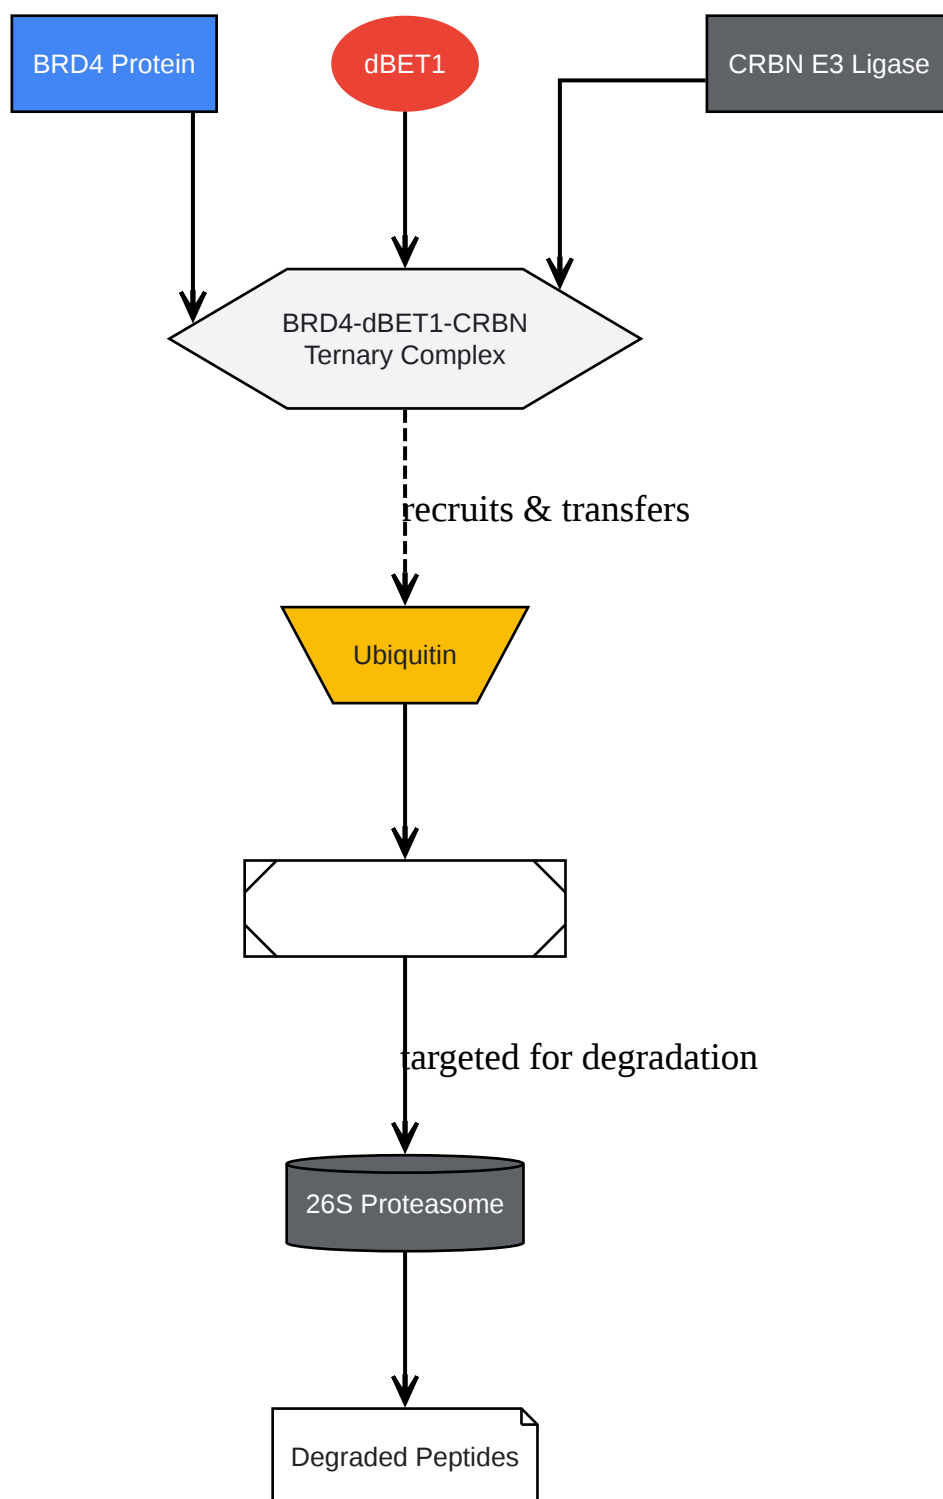 BRD4 Protein
dBET1
CRBN E3 Ligase
BRD4-dBET1-CRBN
Ternary Complex
recruits & transfers
Ubiquitin
targeted for degradation
26S Proteasome
Degraded Peptides